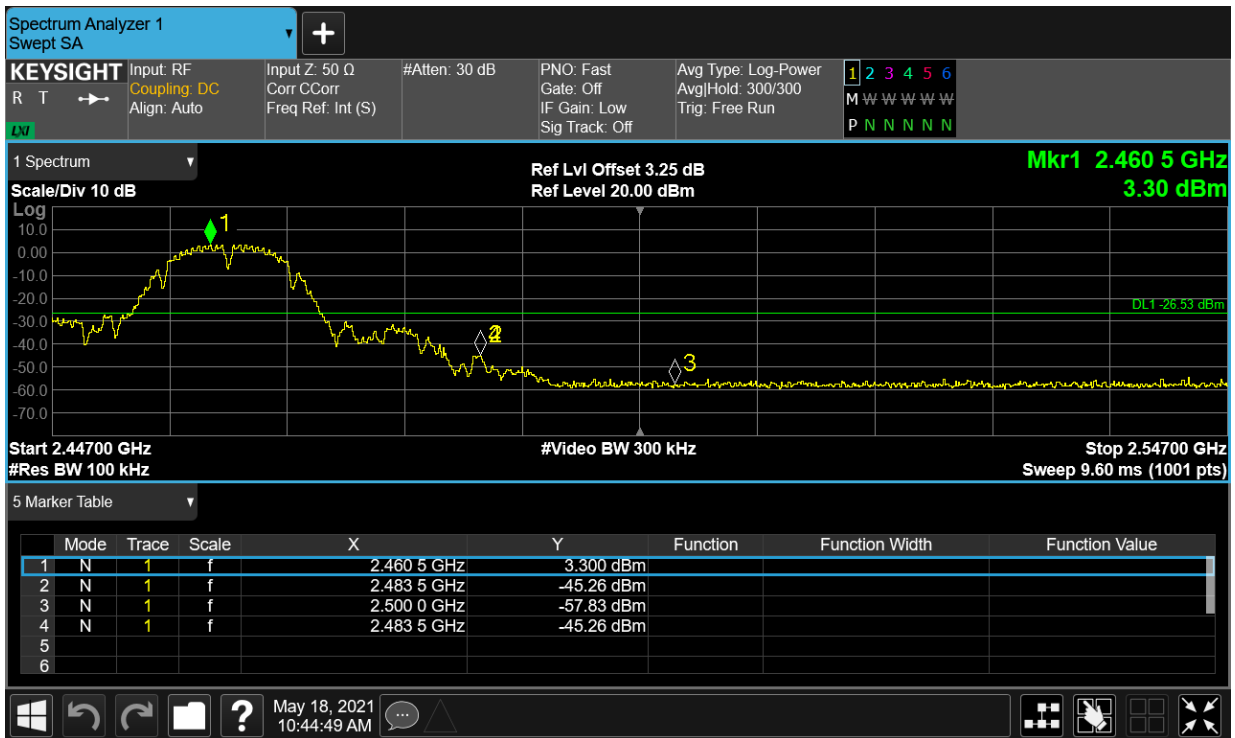 Spectrum Analyzer 1
Swept SA
+
KEYSIGHT
R T
LXI
Input: RF
Coupling: DC
Align: Auto
Input Z: 50 Ω
Corr CCorr
Freq Ref: Int (S)
#Atten: 30 dB
PNO: Fast
Gate: Off
IF Gain: Low
Sig Track: Off
Avg Type: Log-Power
Avg|Hold: 300/300
Trig: Free Run
1 2 3 4 5 6
M W W W W W
P N N N N N
1 Spectrum
Ref Lvl Offset 3.25 dB
Mkr1 2.460 5 GHz
Scale/Div 10 dB
Ref Level 20.00 dBm
3.30 dBm
Log
1
10.0
0.00
-10.0
-20.0
DL1 -26.53 dBm
-30.0
-40.0
3
-50.0
-60.0
-70.0
Start 2.44700 GHz
#Video BW 300 kHz
Stop 2.54700 GHz
#Res BW 100 kHz
Sweep 9.60 ms (1001 pts)
5 Marker Table
Mode Trace Scale X Y Function Function Width Function Value
1 N 1 f 2.460 5 GHz 3.300 dBm
2 N 1 f 2.483 5 GHz -45.26 dBm
3 N 1 f 2.500 0 GHz -57.83 dBm
4 N 1 f 2.483 5 GHz -45.26 dBm
5
6
?
May 18, 2021
10:44:49 AM